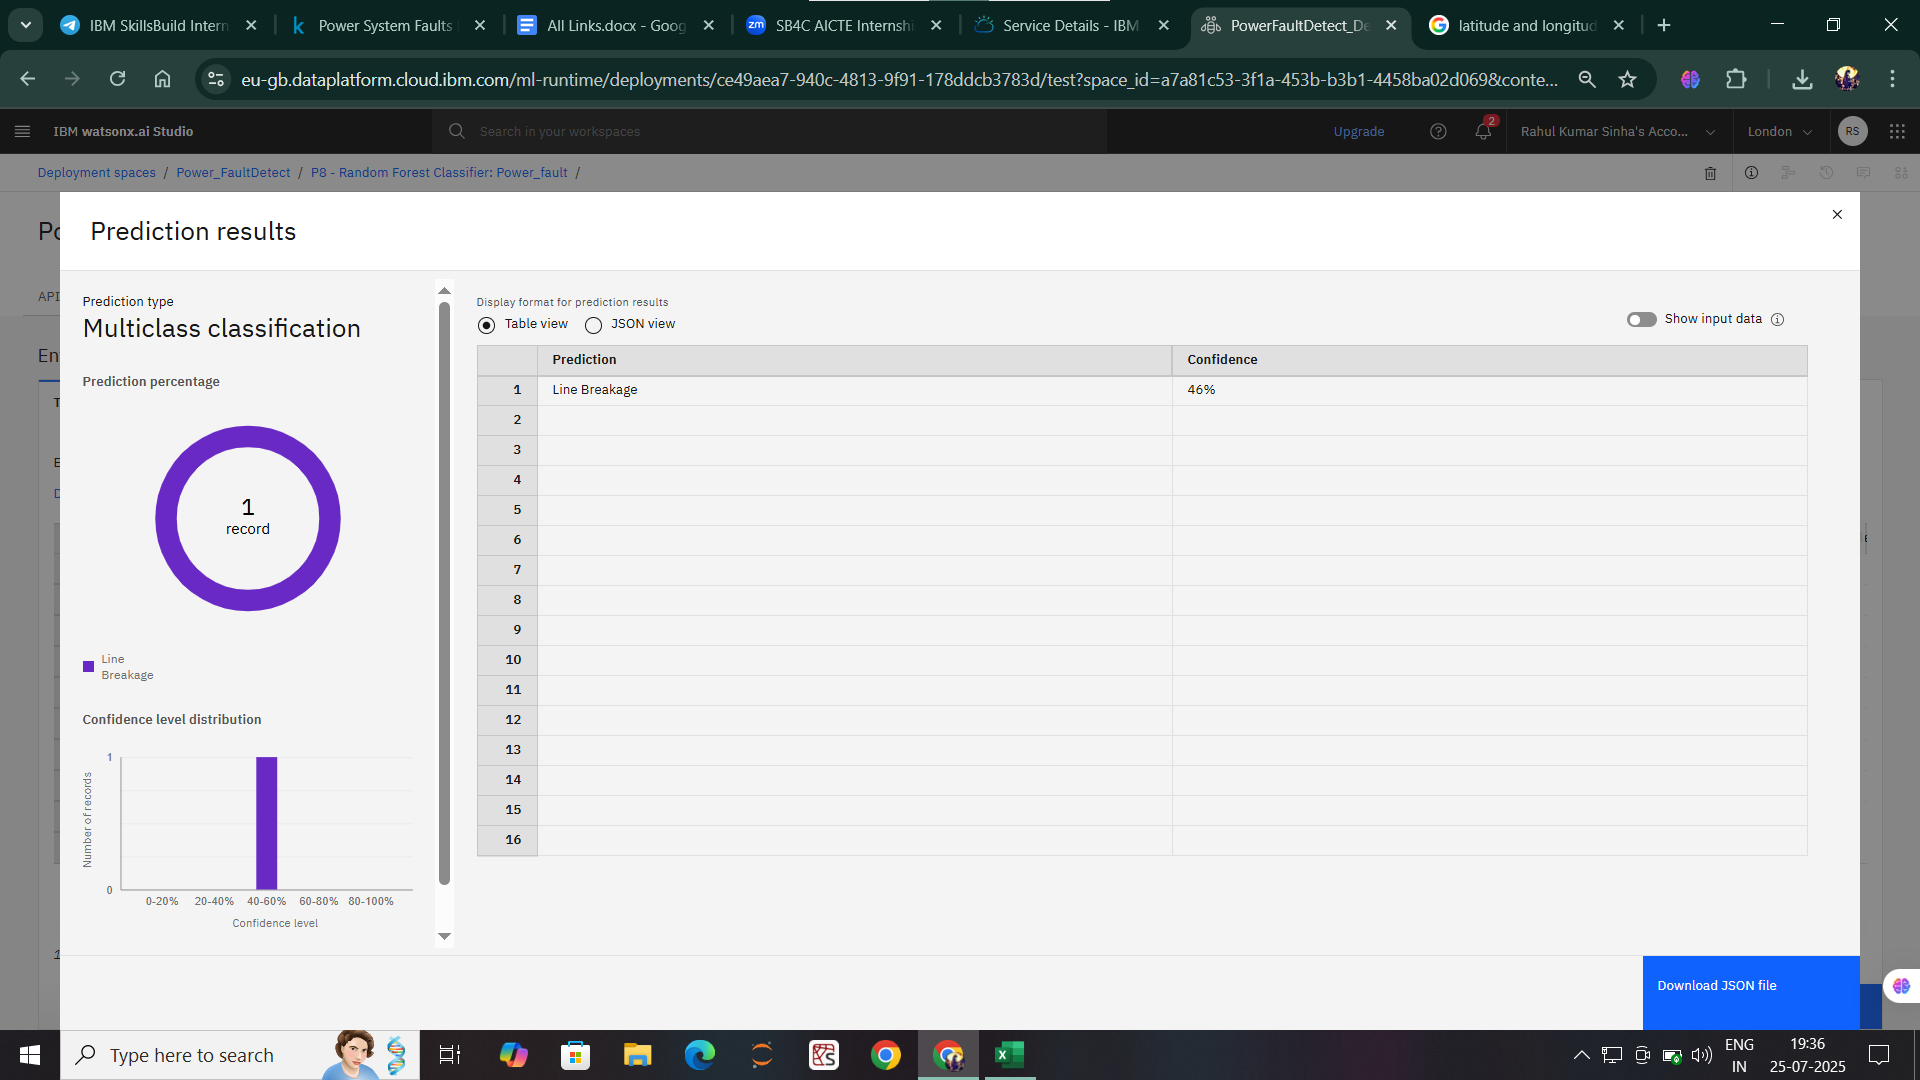 IBM SkillsBuild Intern
Power System Faults
All Links.docx - Goog
SB4C AICTE Internshi
Service Details - IBM
PowerFaultDetect_De
latitude and longitud
eu-gb.dataplatform.cloud.ibm.com/ml-runtime/deployments/ce49aea7-940c-4813-9f91-178ddcb3783d/test?space_id=a7a81c53-3f1a-453b-b3b1-4458ba02d069&conte...
IBM watsonx.ai Studio
Search in your workspaces
Upgrade
2
Rahul Kumar Sinha's Acco...
London
RS
Deployment spaces / Power_FaultDetect / P8 - Random Forest Classifier: Power_fault /
Po
API
En
Prediction results
Prediction type
Multiclass classification
Prediction percentage
1
record
Line
Breakage
Confidence level distribution
Number of records
1
0
0-20% 20-40% 40-60% 60-80% 80-100%
Confidence level
Display format for prediction results
Table view JSON view
Show input data
Prediction Confidence
1 Line Breakage 46%
2
3
4
5
6
7
8
9
10
11
12
13
14
15
16
Download JSON file
Type here to search
ENG
IN
19:36
25-07-2025